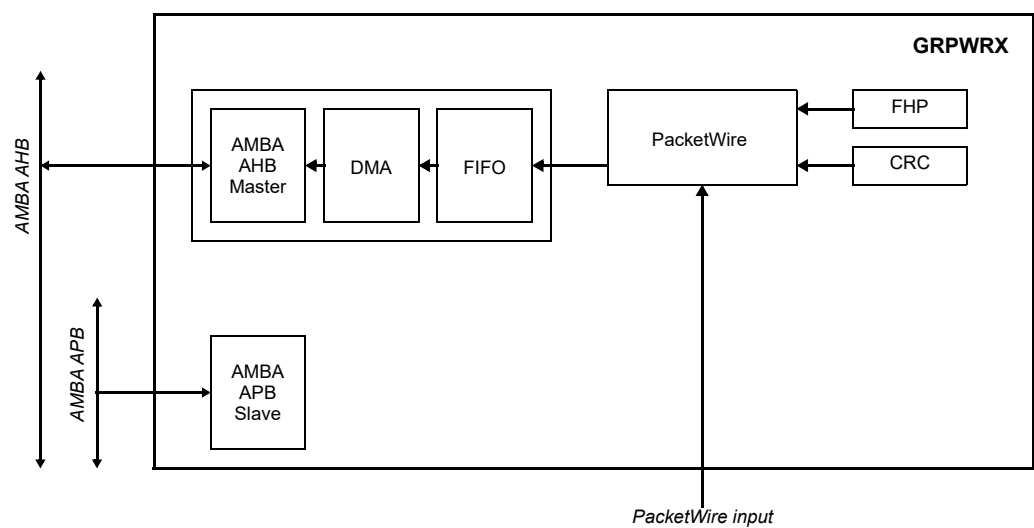 GRPWRX
AMBA
AHB
Master
DMA
FIFO
PacketWire
FHP
CRC
AMBA AHB
AMBA APB
AMBA
APB
Slave
PacketWire input